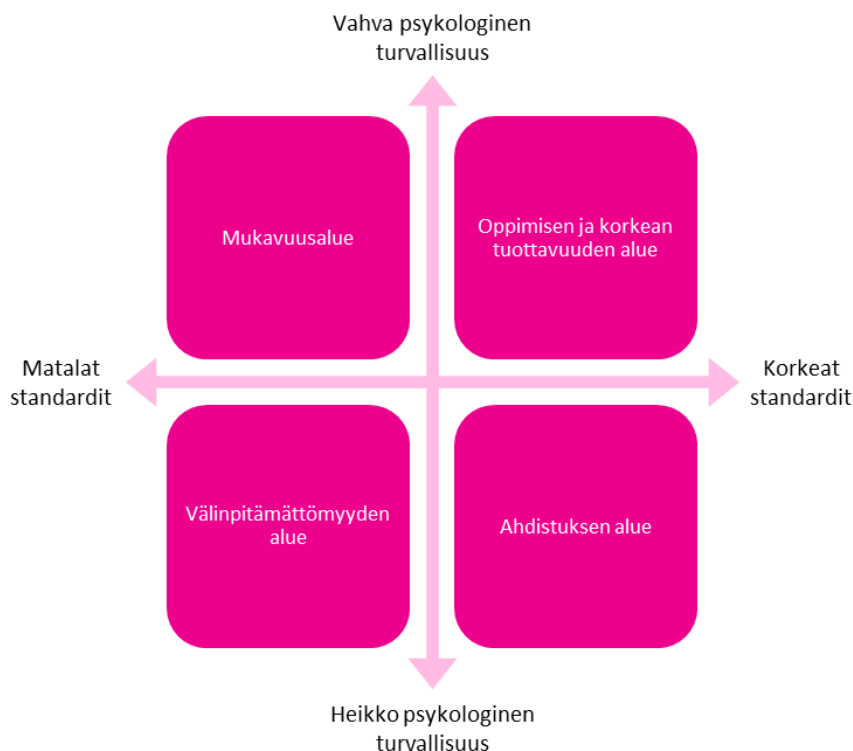 Vahva psykologinen
turvallisuus
Mukavuusalue
Oppimisen ja korkean
tuottavuuden alue
Matalat
standardit
Korkeat
standardit
Välinpitämättömyyden
alue
Ahdistuksen alue
Heikko psykologinen
turvallisuus